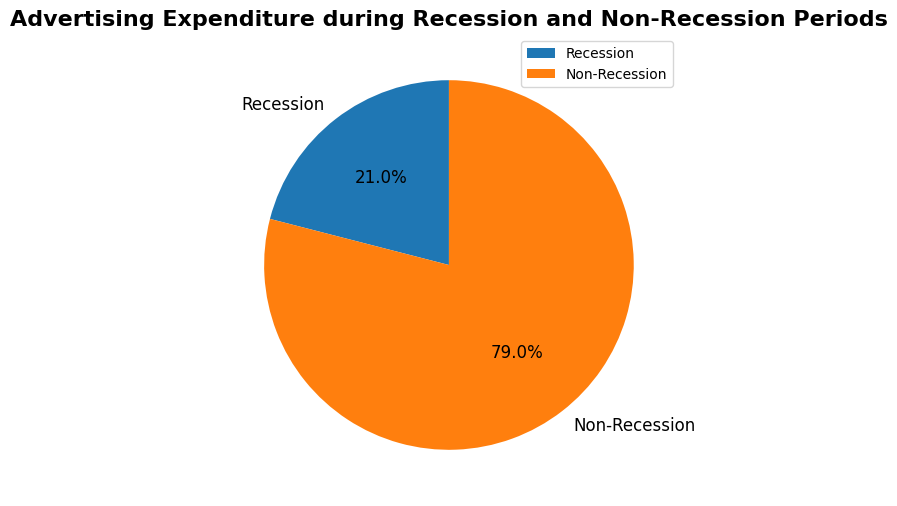 Advertising Expenditure during Recession and Non-Recession Periods
Recession
Non-Recession
Recession
21.0%
79.0%
Non-Recession